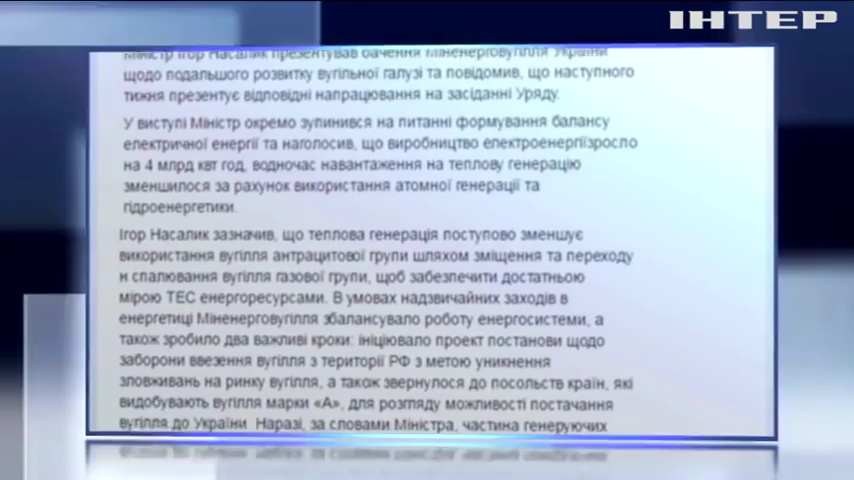 ІНТЕР
Міністр Ігор Насалик презентував бачення Міненерговугілля України
щодо подальшого розвитку вугільної галузі та повідомив, що наступного
тижня презентує відповідні напрацювання на засіданні Уряду.
У виступі Міністр окремо зупинився на питанні формування балансу
електричної енергії та наголосив, що виробництво електроенергіїзросло
на 4 млрд квт год, водночас навантаження на теплову генерацію
зменшилося за рахунок використання атомної генерації та
гідроенергетики.
Ігор Насалик зазначив, що теплова генерація поступово зменшує
використання вугілля антрацитової групи шляхом зміщення та переходу
н спалювання вугілля газової групи, щоб забезпечити достатньою
мірою ТЕС енергоресурсами. В умовах надзвичайних заходів в
енергетиці Міненерговугілля збалансувало роботу енергосистеми, а
також зробило два важливі кроки: ініціювало проект постанови щодо
заборони ввезення вугілля з території РФ з метою уникнення
зловживань на ринку вугілля, а також звернулося до посольств країн, які
видобувають вугілля марки «А», для розгляду можливості постачання
вугілля до України. Наразі, за словами Міністра, частина генеруючих